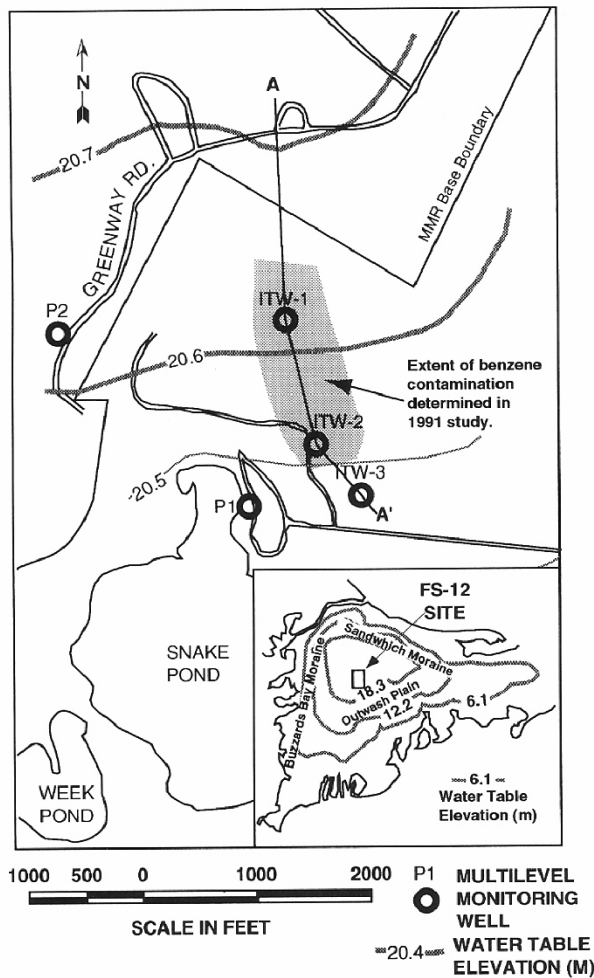 N
A
20.7
GREENWAY RD.
MMR Base Boundary
ITW-1
P2
20.6
Extent of benzene
contamination
determined in
1991 study.
ITW-2
20.5
ITW-3
P1
A'
SNAKE
POND
WEEK
POND
FS-12
SITE
Sandwhich Moraine
Buzzards Bay Moraine
18.3
Outwash Plain
12.2
6.1
6.1
Water Table
Elevation (m)
1000 500 0 1000 2000
SCALE IN FEET
P1 MULTILEVEL
MONITORING
WELL
20.4 WATER TABLE
ELEVATION (M)